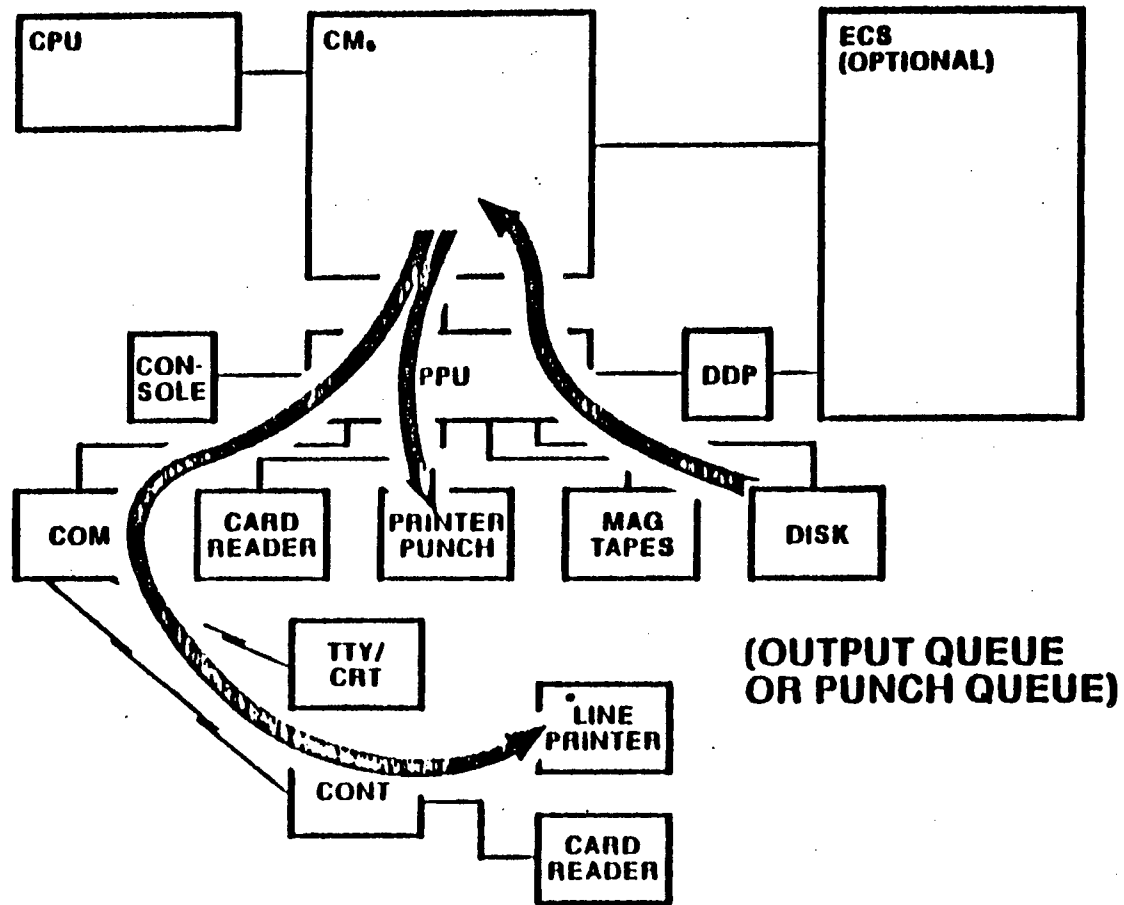 CPU
CM.
ECS
(OPTIONAL)
CON-
SOLE
PPU
DDP
COM
CARD
READER
PRINTER
PUNCH
MAG
TAPES
DISK
TTY/
CRT
(OUTPUT QUEUE
OR PUNCH QUEUE)
LINE
PRINTER
CONT
CARD
READER